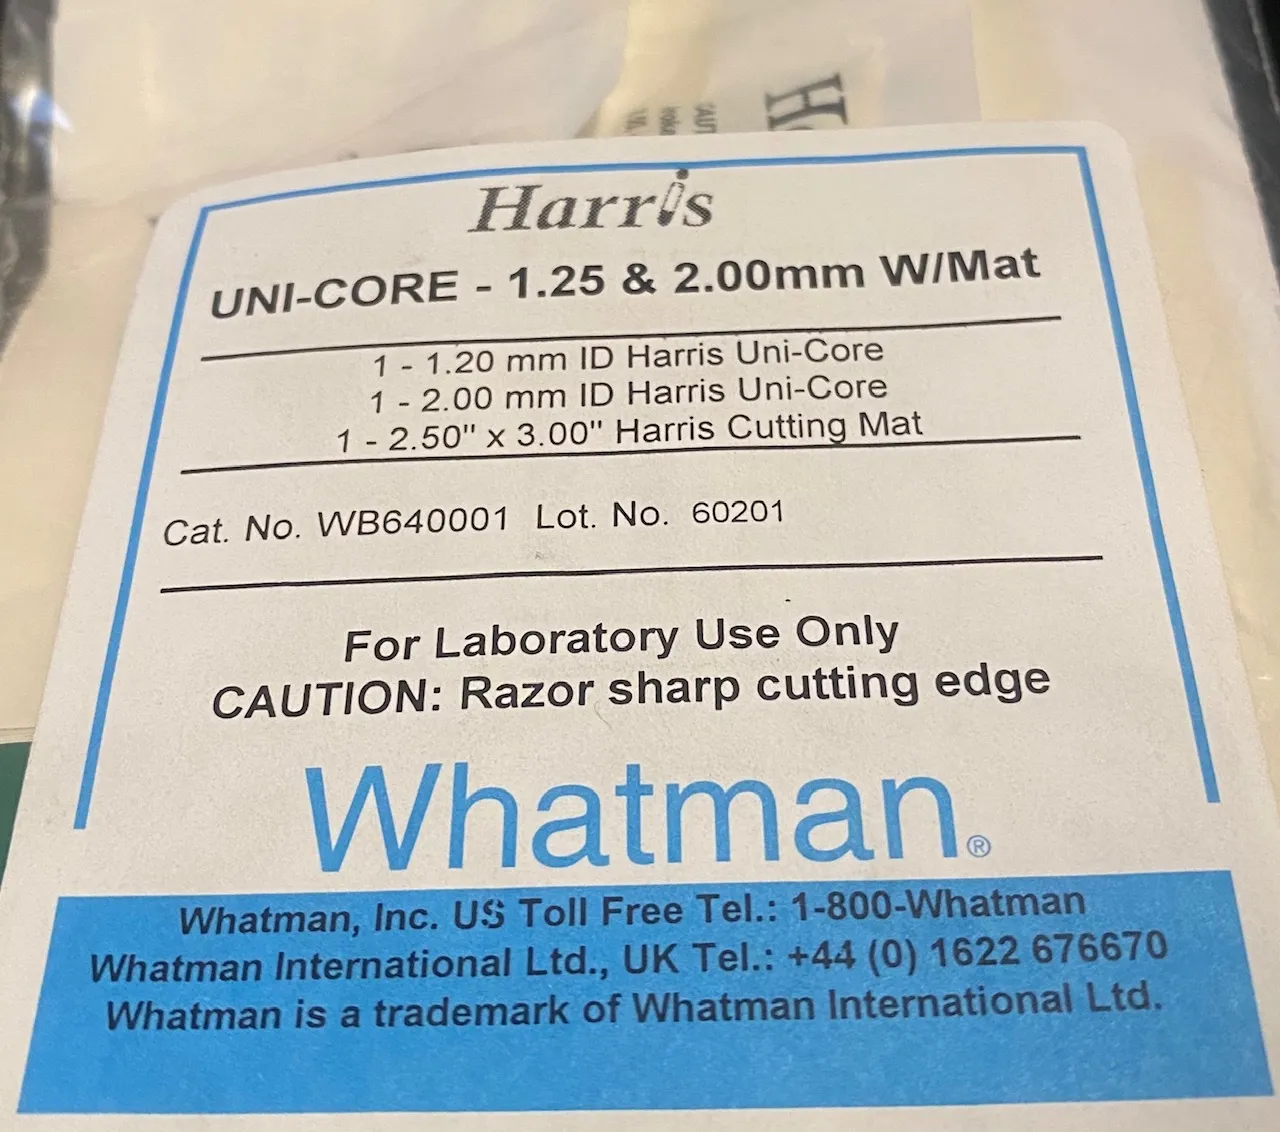 Harris
UNI-CORE - 1.25 & 2.00mm W/Mat
1 - 1.20 mm ID Harris Uni-Core
1 - 2.00 mm ID Harris Uni-Core
1 - 2.50" x 3.00" Harris Cutting Mat
Cat. No. WB640001 Lot. No. 60201
For Laboratory Use Only
CAUTION: Razor sharp cutting edge
Whatman®
Whatman, Inc. US Toll Free Tel.: 1-800-Whatman
Whatman International Ltd., UK Tel.: +44 (0) 1622 676670
Whatman is a trademark of Whatman International Ltd.